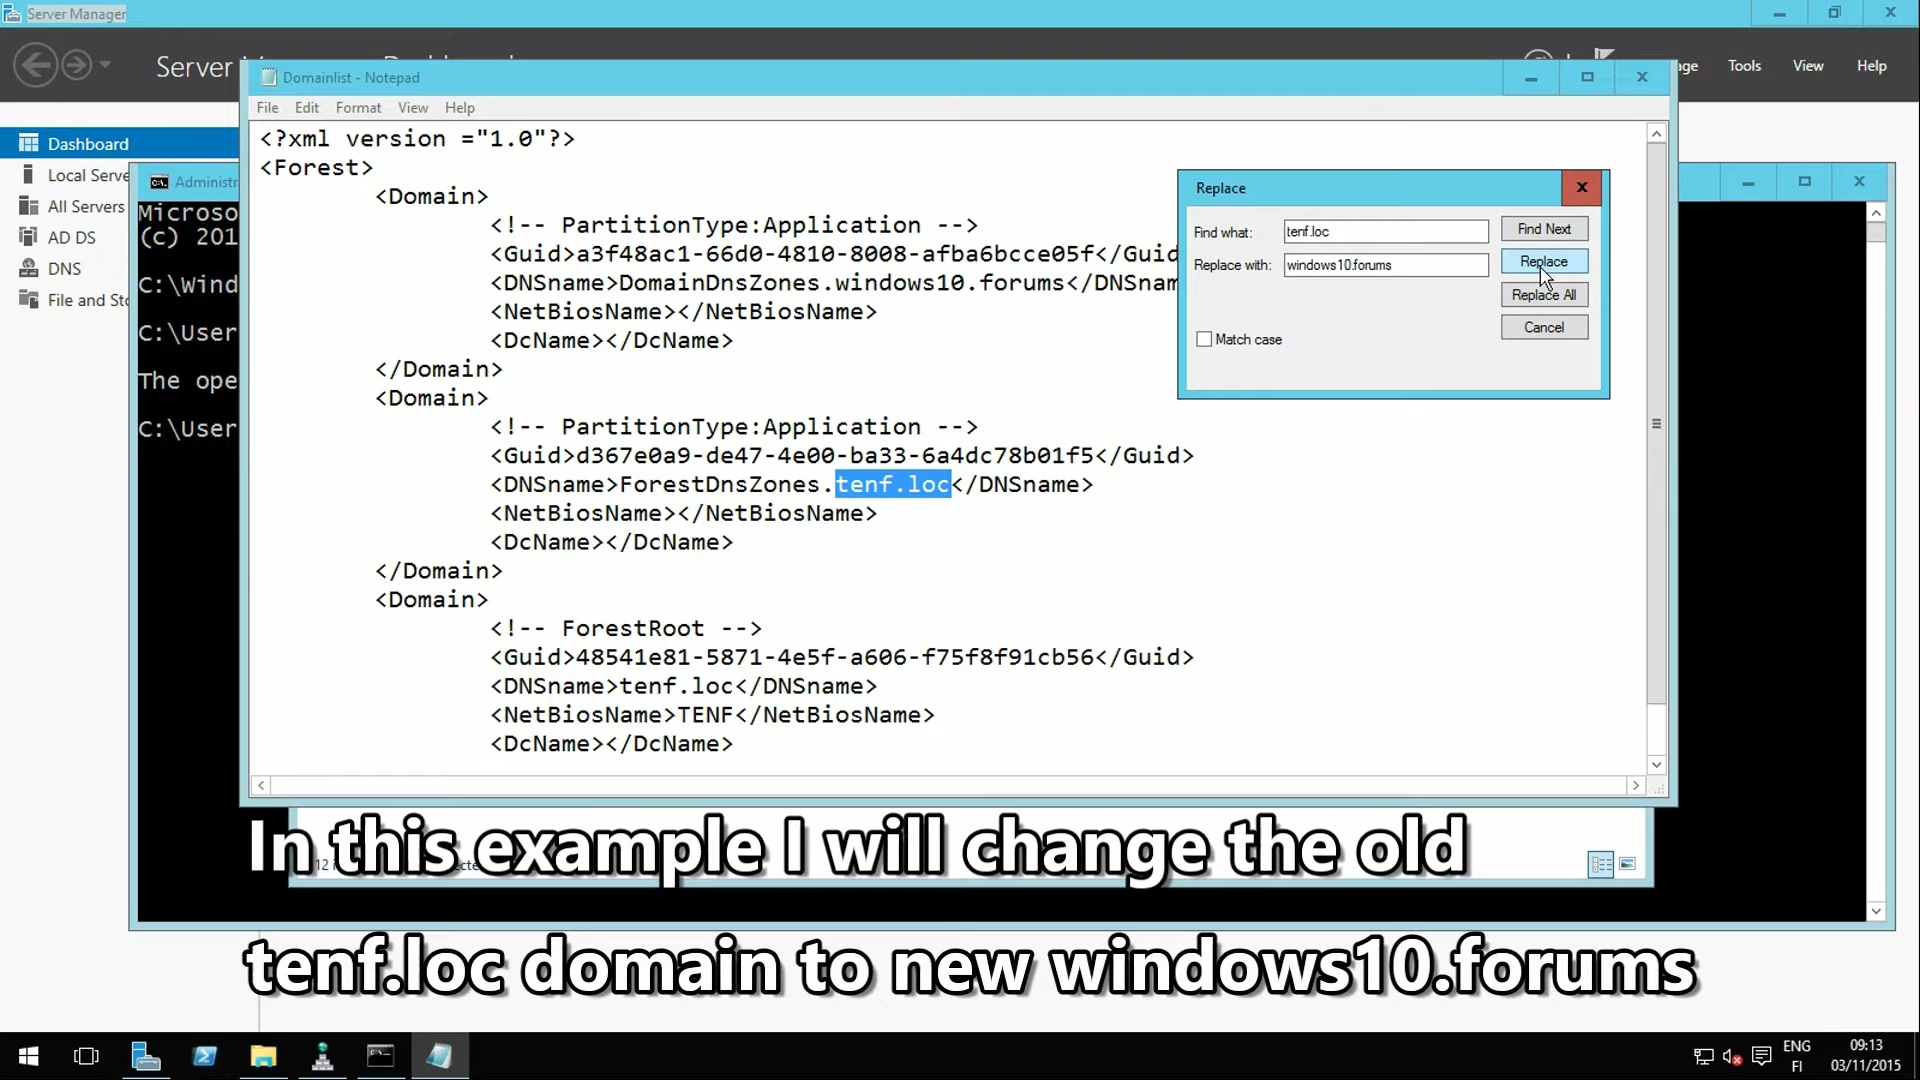 Server Manager
Server
Tools
View
Help
Domainlist - Notepad
File Edit Format View Help
Dashboard
Local Serve
All Servers
AD DS
DNS
File and Sto
Administr
Microso
(c) 201
C:\Wind
C:\User
The ope
C:\User
<?xml version ="1.0"?>
<Forest>
<Domain>
<!-- PartitionType:Application -->
<Guid>a3f48ac1-66d0-4810-8008-afba6bcce05f</Guid
<DNSname>DomainDnsZones.windows10.forums</DNSnam
<NetBiosName></NetBiosName>
<DcName></DcName>
</Domain>
<Domain>
<!-- PartitionType:Application -->
<Guid>d367e0a9-de47-4e00-ba33-6a4dc78b01f5</Guid>
<DNSname>ForestDnsZones.tenf.loc</DNSname>
<NetBiosName></NetBiosName>
<DcName></DcName>
</Domain>
<Domain>
<!-- ForestRoot -->
<Guid>48541e81-5871-4e5f-a606-f75f8f91cb56</Guid>
<DNSname>tenf.loc</DNSname>
<NetBiosName>TENF</NetBiosName>
<DcName></DcName>
Replace
Find what: tenf.loc
Replace with: windows10.forums
Match case
Find Next
Replace
Replace All
Cancel
In this example I will change the old
tenf.loc domain to new windows10.forums
ENG
FI
09:13
03/11/2015